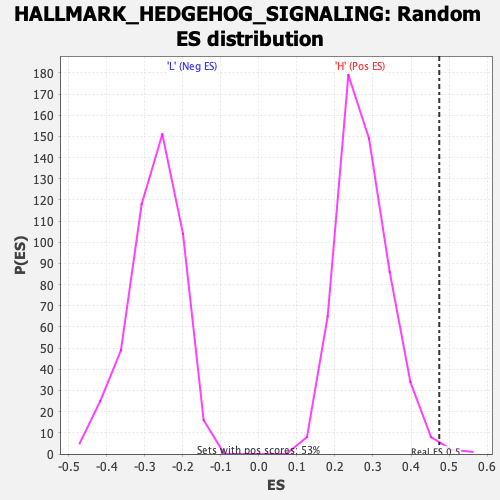 HALLMARK_HEDGEHOG_SIGNALING: Random
ES distribution
'L' (Neg ES)
'H' (Pos ES)
180
170
160
150
140
130
120
110
100
90
80
70
60
50
40
30
20
10
0
P(ES)
Sets with pos scores: 53%
Real ES 0.5
-0.5 -0.4 -0.3 -0.2 -0.1 0.0 0.1 0.2 0.3 0.4 0.5 0.6
ES